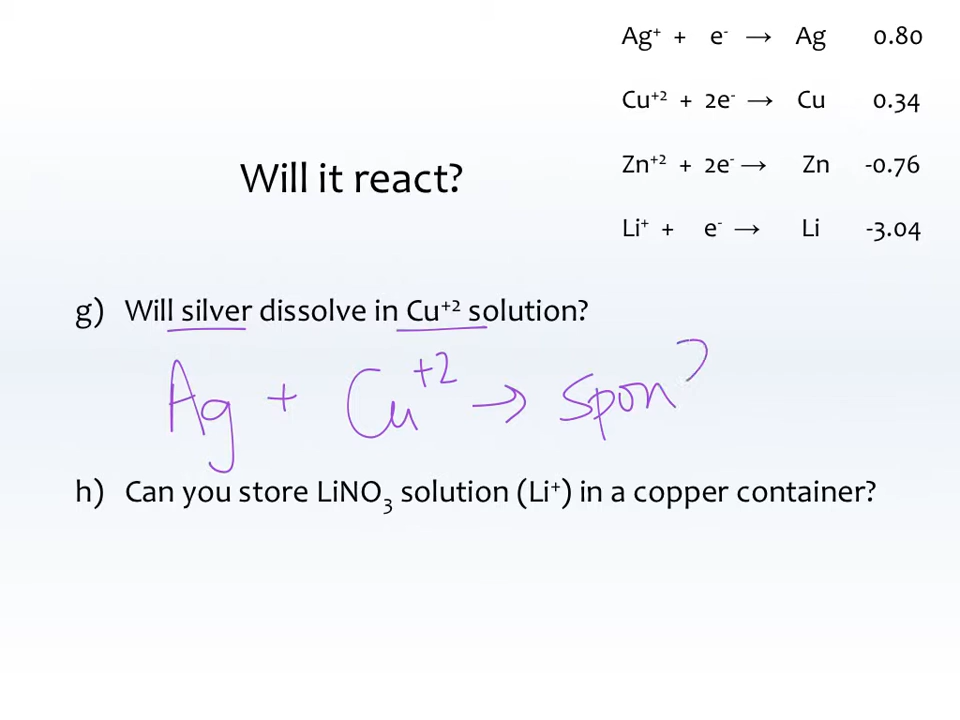 Ag⁺ + e⁻ → Ag 0.80
Cu⁺² + 2e⁻ → Cu 0.34
Zn⁺² + 2e⁻ → Zn -0.76
Li⁺ + e⁻ → Li -3.04
Will it react?
g) Will silver dissolve in Cu⁺² solution?
Ag + Cu⁺² → spon?
h) Can you store LiNO₃ solution (Li⁺) in a copper container?